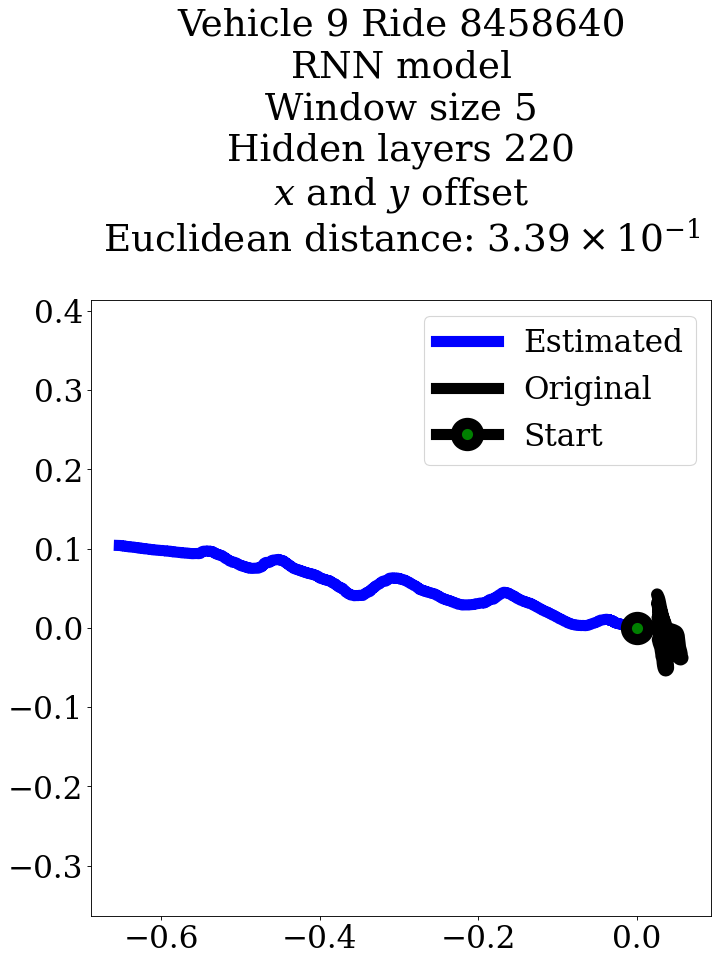 Vehicle 9 Ride 8458640
RNN model
Window size 5
Hidden layers 220
x and y offset
Euclidean distance: 3.39 × 10⁻¹
Estimated
Original
Start
0.4
0.3
0.2
0.1
0.0
−0.1
−0.2
−0.3
−0.6 −0.4 −0.2 0.0